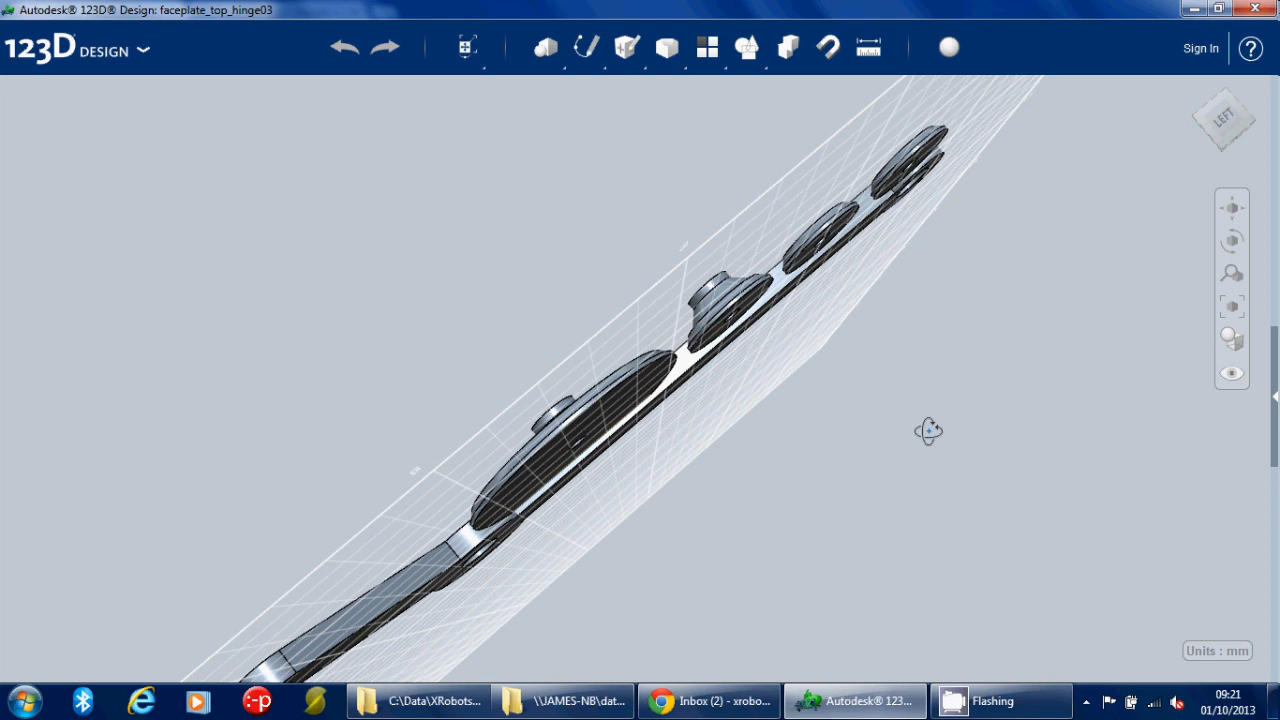 Autodesk® 123D® Design: faceplate_top_hinge03
123D DESIGN
Sign In
?
LEFT
Units : mm
C:\Data\XRobots...
\\JAMES-NB\dat...
Inbox (2) - xrobo...
Autodesk® 123...
Flashing
09:21
01/10/2013